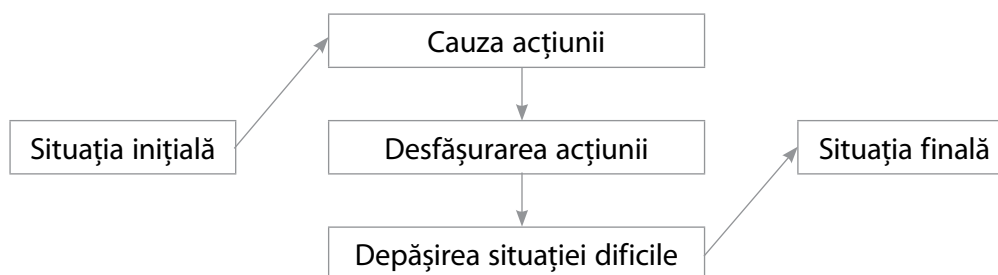 Situația inițială
Cauza acțiunii
Desfășurarea acțiunii
Depășirea situației dificile
Situația finală